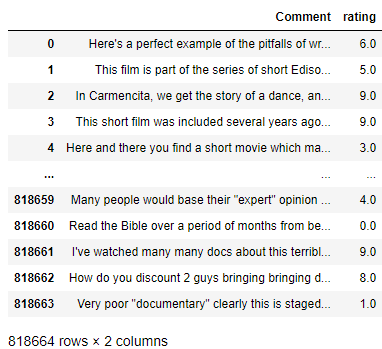 Comment rating
0 Here's a perfect example of the pitfalls of wr... 6.0
1 This film is part of the series of short Ediso... 5.0
2 In Carmencita, we get the story of a dance, an... 9.0
3 This short film was included several years ago... 9.0
4 Here and there you find a short movie which ma... 3.0
... ... ...
818659 Many people would base their "expert" opinion ... 4.0
818660 Read the Bible over a period of months from be... 0.0
818661 I've watched many many docs about this terribl... 9.0
818662 How do you discount 2 guys bringing bringing d... 8.0
818663 Very poor "documentary" clearly this is staged... 1.0
818664 rows × 2 columns